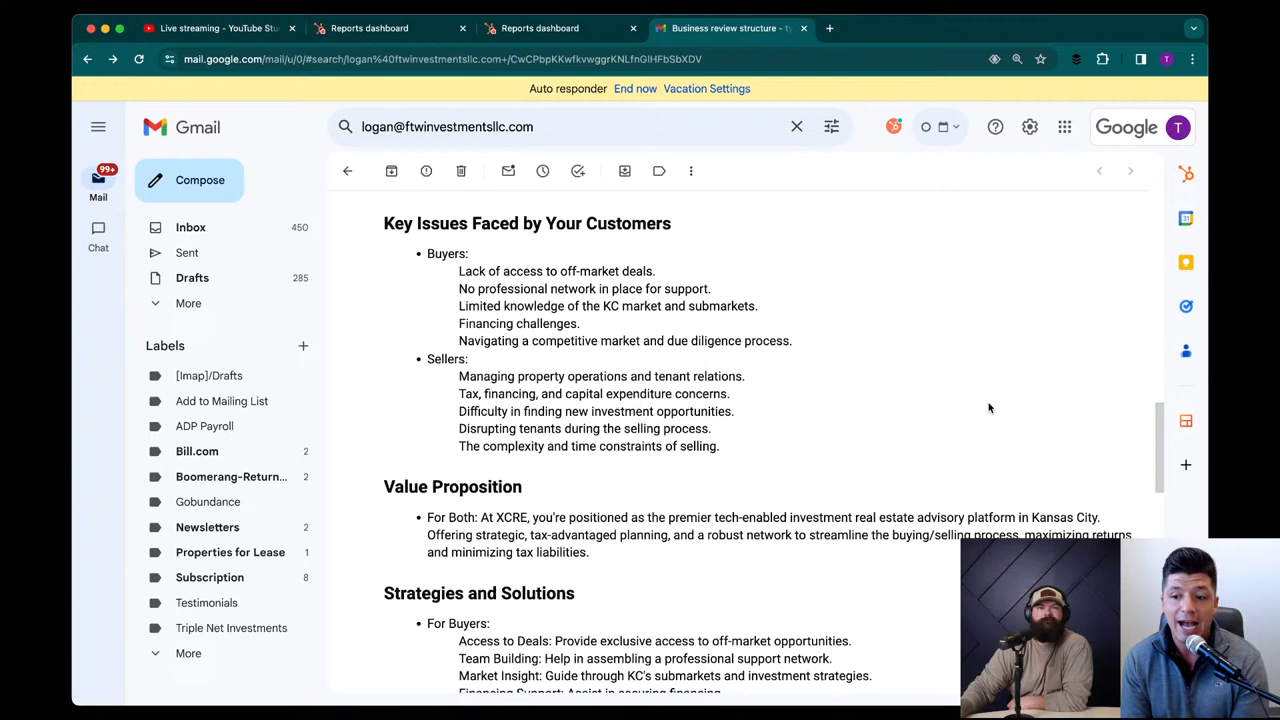 Live streaming - YouTube Stu
Reports dashboard
Reports dashboard
Business review structure - ty
mail.google.com/mail/u/0/#search/logan%40ftwinvestmentsllc.com+/CwCPbpKKwfkvwggrKNLfnGlHFbSbXDV
Auto responder End now Vacation Settings
Gmail
logan@ftwinvestmentsllc.com
Google
T
99+
Mail
Chat
Compose
Inbox 450
Sent
Drafts 285
More
Labels
[Imap]/Drafts
Add to Mailing List
ADP Payroll
Bill.com 2
Boomerang-Return... 2
Gobundance
Newsletters 2
Properties for Lease 1
Subscription 8
Testimonials
Triple Net Investments
More
Key Issues Faced by Your Customers
• Buyers:
Lack of access to off-market deals.
No professional network in place for support.
Limited knowledge of the KC market and submarkets.
Financing challenges.
Navigating a competitive market and due diligence process.
• Sellers:
Managing property operations and tenant relations.
Tax, financing, and capital expenditure concerns.
Difficulty in finding new investment opportunities.
Disrupting tenants during the selling process.
The complexity and time constraints of selling.
Value Proposition
• For Both: At XCRE, you're positioned as the premier tech-enabled investment real estate advisory platform in Kansas City.
Offering strategic, tax-advantaged planning, and a robust network to streamline the buying/selling process, maximizing returns
and minimizing tax liabilities.
Strategies and Solutions
• For Buyers:
Access to Deals: Provide exclusive access to off-market opportunities.
Team Building: Help in assembling a professional support network.
Market Insight: Guide through KC's submarkets and investment strategies.
Financing Support: Assist in securing financing.